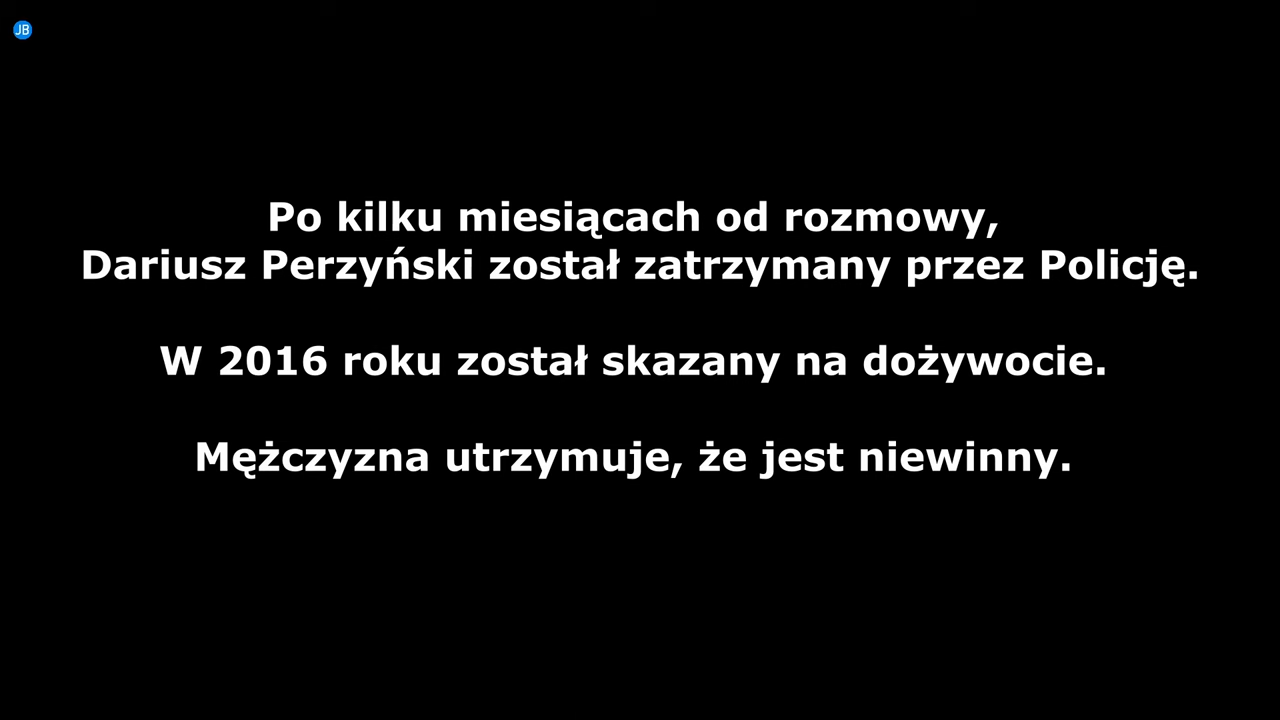 JB
Po kilku miesiącach od rozmowy,
Dariusz Perzyński został zatrzymany przez Policję.
W 2016 roku został skazany na dożywocie.
Mężczyzna utrzymuje, że jest niewinny.